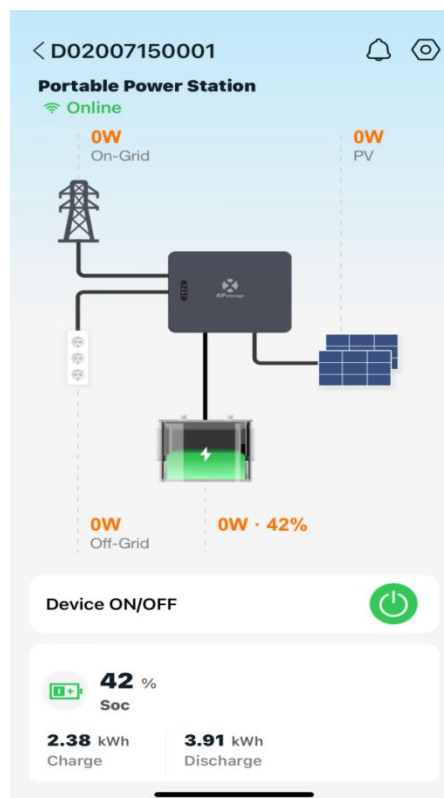 D02007150001
Portable Power Station
Online
0W
On-Grid
0W
PV
APstorage
0W
Off-Grid
0W · 42%
Device ON/OFF
42 %
Soc
2.38 kWh
Charge
3.91 kWh
Discharge